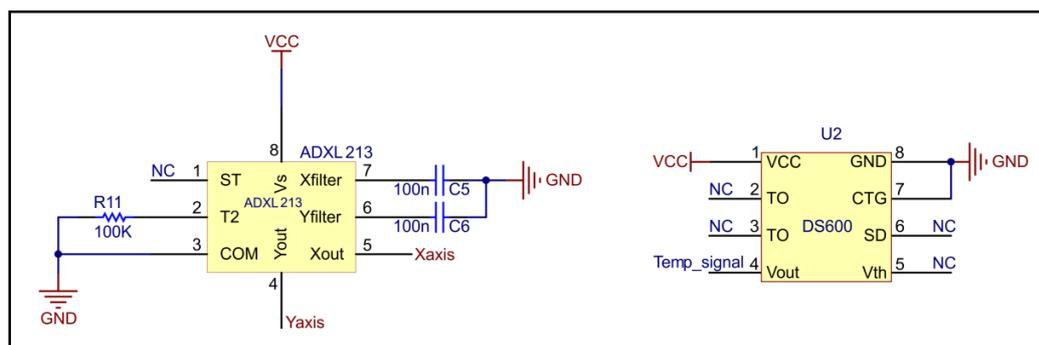 VCC
8
ADXL 213
NC 1 ST
Vs
Xfilter 7
100n C5
GND
R11
100K
2 T2
ADXL 213
Yfilter 6
100n C6
3 COM
Yout
Xout 5
Xaxis
4
GND
Yaxis
U2
VCC 1 VCC
GND 8
GND
NC 2 TO
CTG 7
NC 3 TO
DS600
SD 6 NC
Temp_signal 4 Vout
Vth 5 NC